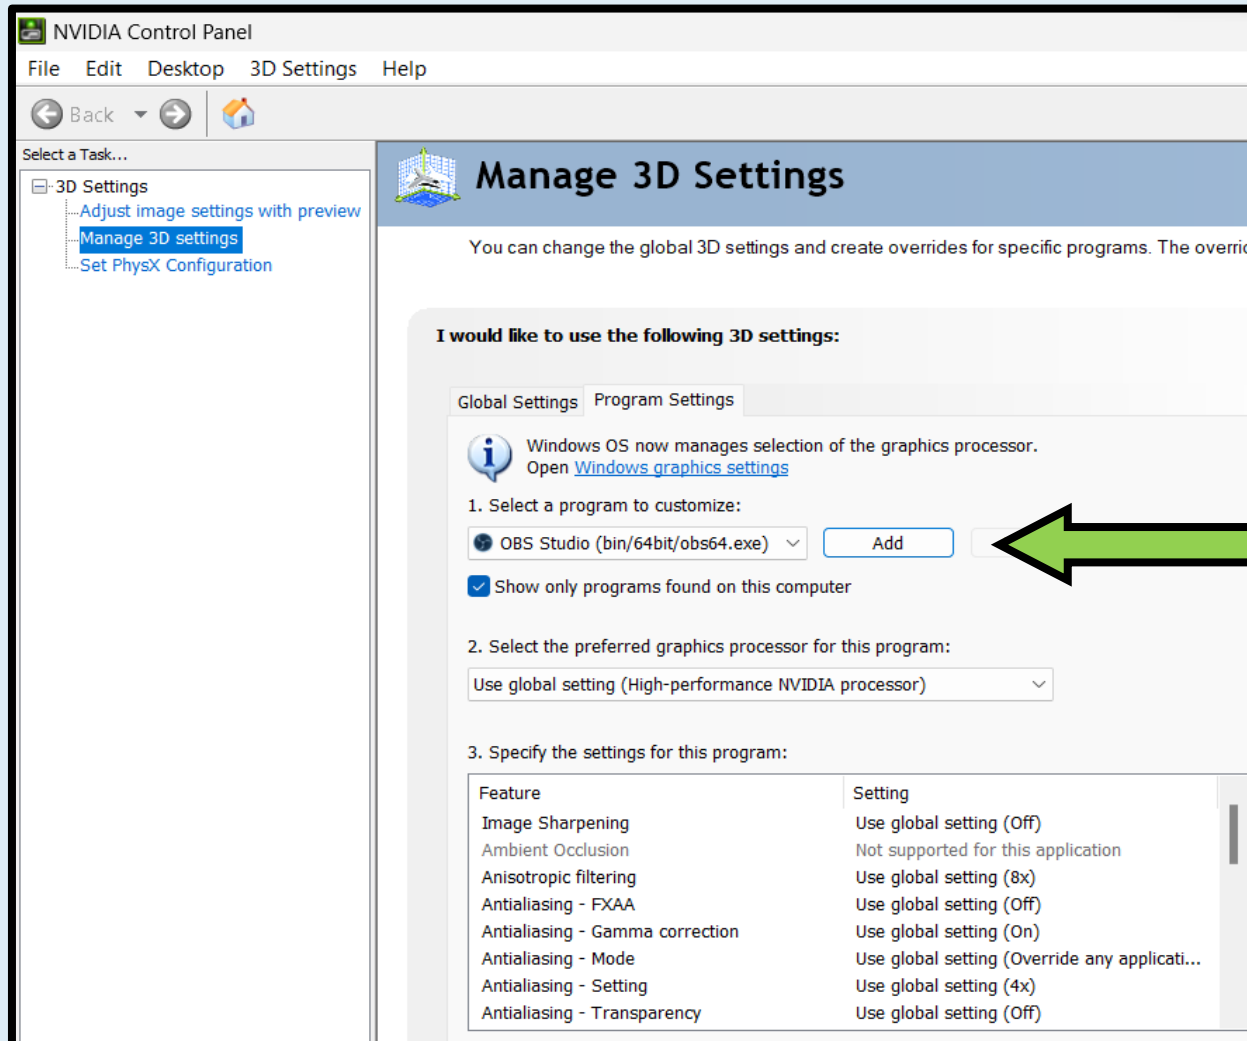 NVIDIA Control Panel
File Edit Desktop 3D Settings Help
Back
Select a Task...
3D Settings
Adjust image settings with preview
Manage 3D settings
Set PhysX Configuration
Manage 3D Settings
You can change the global 3D settings and create overrides for specific programs. The
I would like to use the following 3D settings:
Global Settings Program Settings
Windows OS now manages selection of the graphics processor.
Open Windows graphics settings
1. Select a program to customize:
OBS Studio (bin/64bit/obs64.exe) Add
Show only programs found on this computer
2. Select the preferred graphics processor for this program:
Use global setting (High-performance NVIDIA processor)
3. Specify the settings for this program:
Feature Setting
Image Sharpening Use global setting (Off)
Ambient Occlusion Not supported for this application
Anisotropic filtering Use global setting (8x)
Antialiasing - FXAA Use global setting (Off)
Antialiasing - Gamma correction Use global setting (On)
Antialiasing - Mode Use global setting (Override any applicati...
Antialiasing - Setting Use global setting (4x)
Antialiasing - Transparency Use global setting (Off)